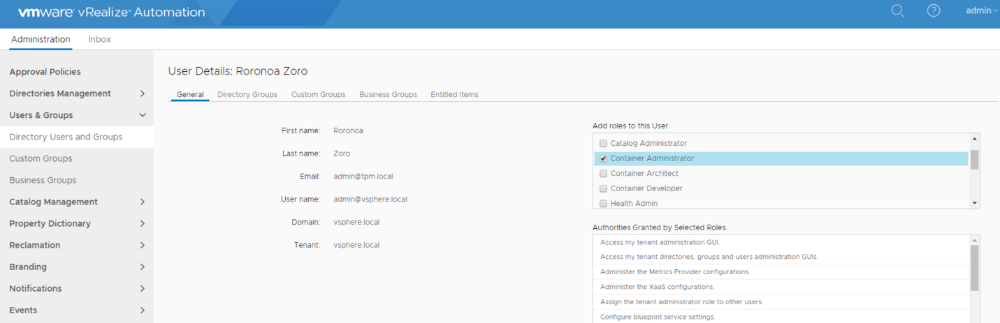 vmware vRealize™ Automation
admin
Administration
Inbox
Approval Policies
Directories Management
Users & Groups
Directory Users and Groups
Custom Groups
Business Groups
Catalog Management
Property Dictionary
Reclamation
Branding
Notifications
Events
User Details: Roronoa Zoro
General
Directory Groups
Custom Groups
Business Groups
Entitled Items
First name: Roronoa
Last name: Zoro
Email: admin@tpm.local
User name: admin@vsphere.local
Domain: vsphere.local
Tenant: vsphere.local
Add roles to this User.
Catalog Administrator
Container Administrator
Container Architect
Container Developer
Health Admin
Authorities Granted by Selected Roles.
Access my tenant administration GUI.
Access my tenant directories, groups and users administration GUIs.
Administer the Metrics Provider configurations.
Administer the XaaS configurations.
Assign the tenant administrator role to other users.
Configure blueprint service settings.